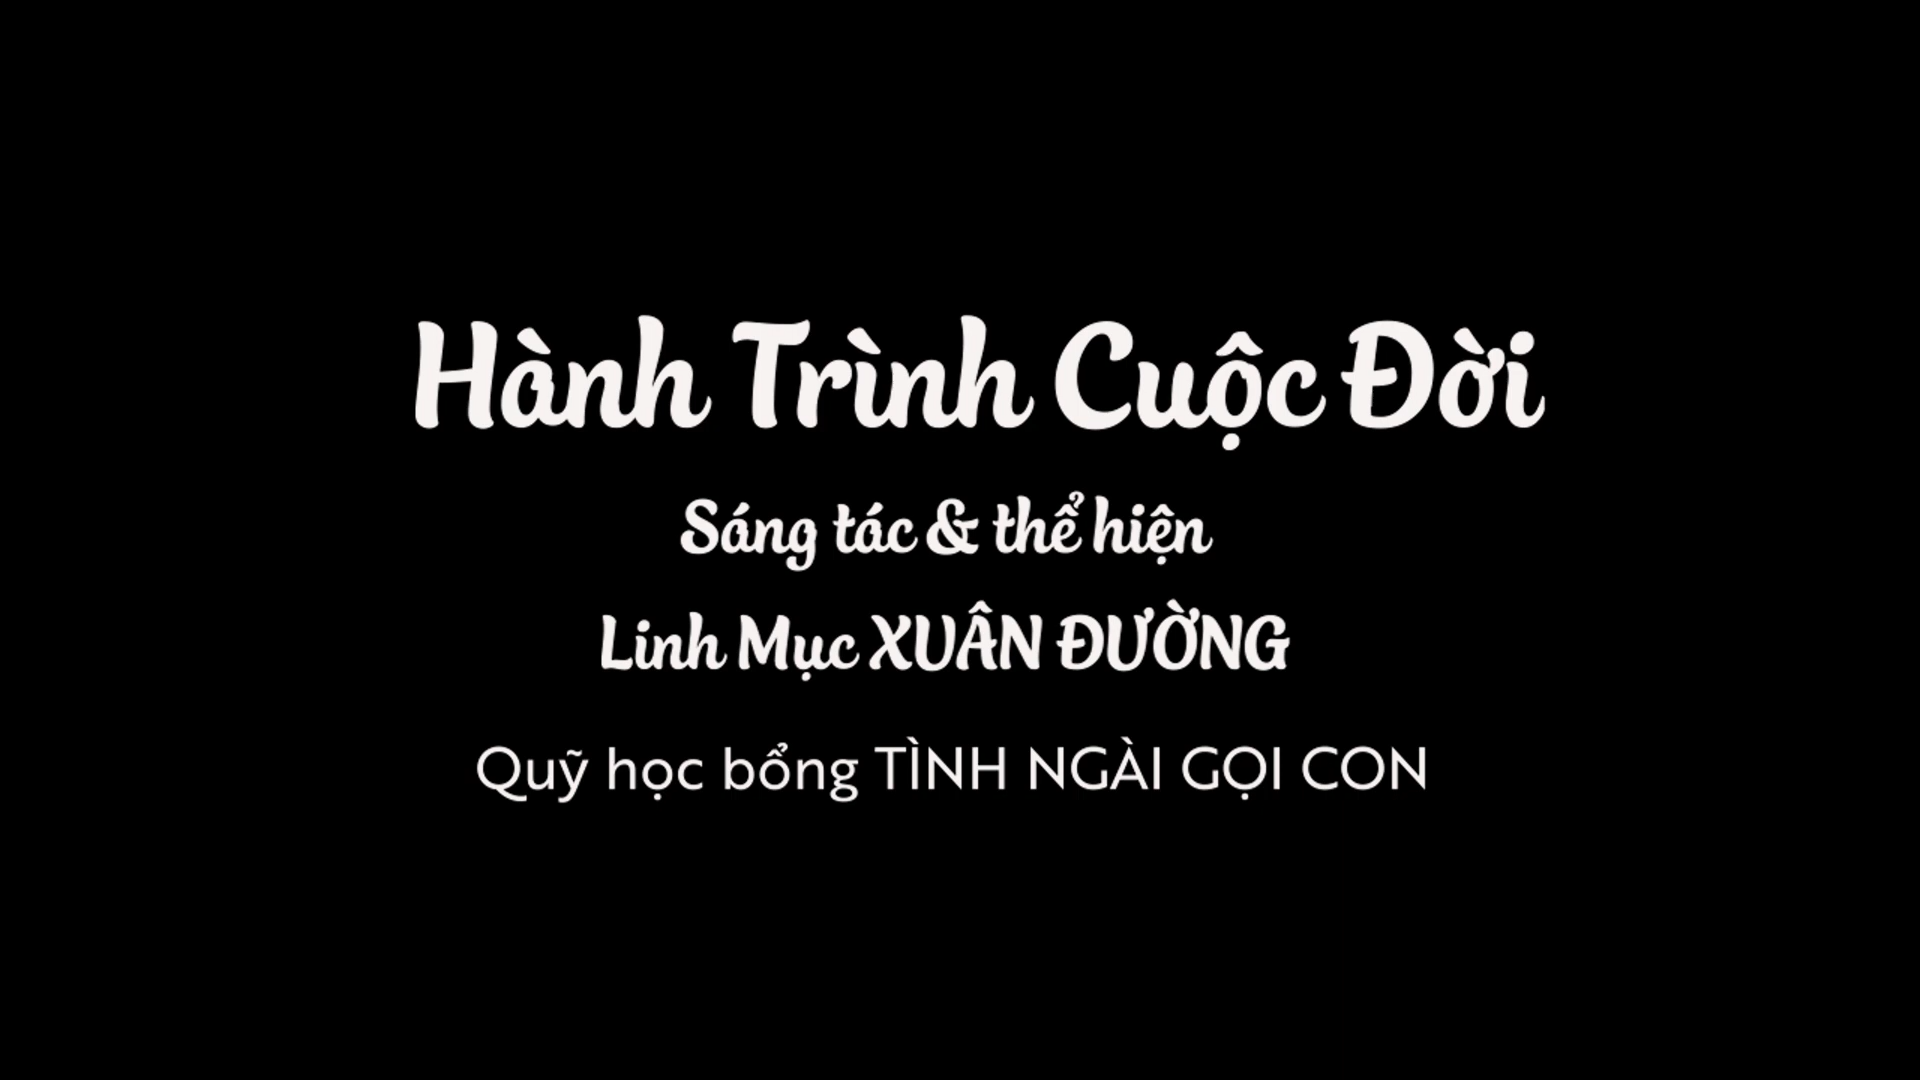 Hành Trình Cuộc Đời
Sáng tác & thể hiện
Linh Mục XUÂN ĐƯỜNG
Quỹ học bổng TÌNH NGÀI GỌI CON